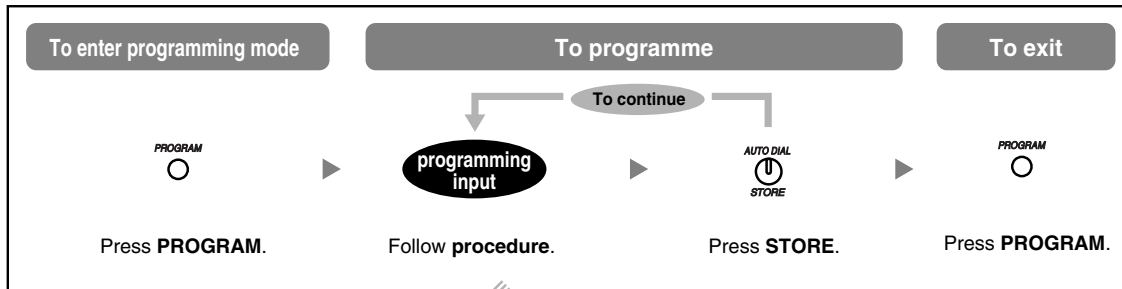 To enter programming mode
To programme
To exit
To continue
PROGRAM
programming
input
AUTO DIAL
STORE
PROGRAM
Press PROGRAM.
Follow procedure.
Press STORE.
Press PROGRAM.